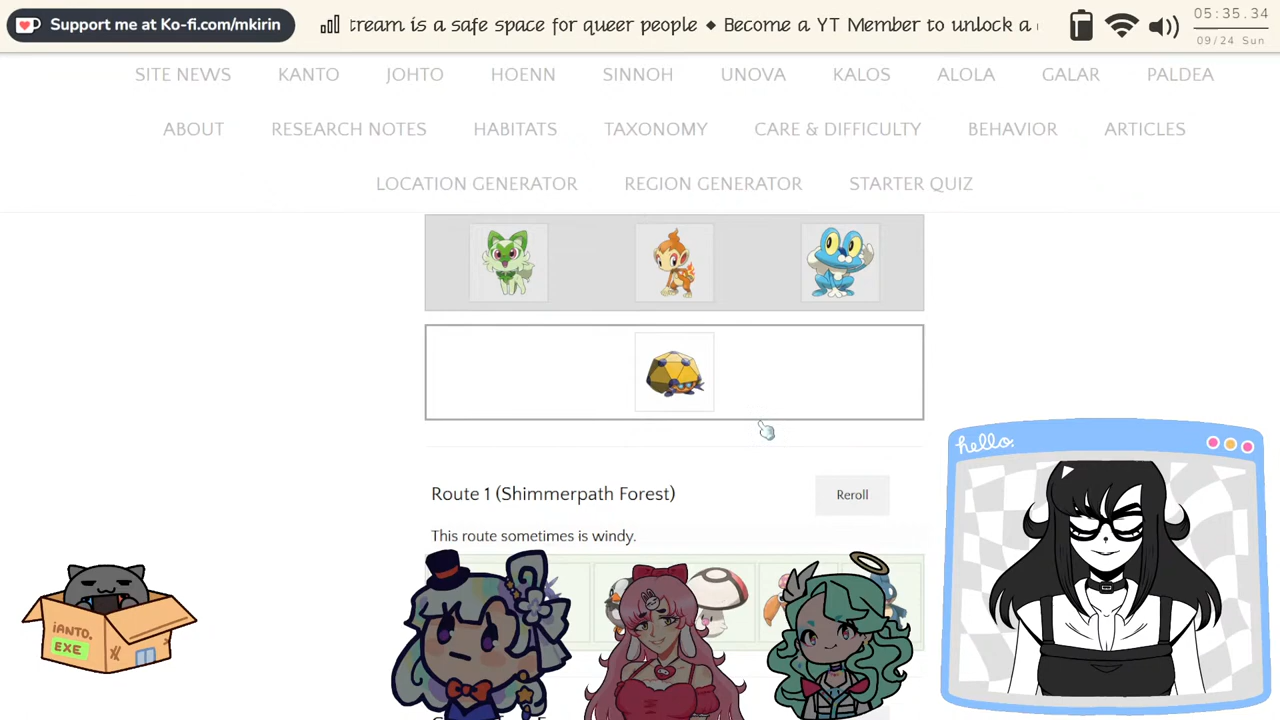 Support me at Ko-fi.com/mkirin
stream is a safe space for queer people ⬥ Become a YT Member to unlock a
05:35.34
09/24 Sun
SITE NEWS KANTO JOHTO HOENN SINNOH UNOVA KALOS ALOLA GALAR PALDEA
ABOUT RESEARCH NOTES HABITATS TAXONOMY CARE & DIFFICULTY BEHAVIOR ARTICLES
LOCATION GENERATOR REGION GENERATOR STARTER QUIZ
hello.
Route 1 (Shimmerpath Forest)
Reroll
This route sometimes is windy.
iANTO.
EXE